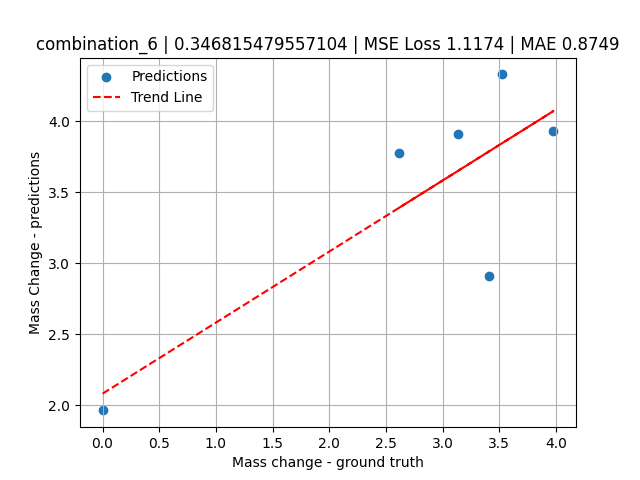 combination_6 | 0.346815479557104 | MSE Loss 1.1174 | MAE 0.8749
Predictions
Trend Line
Mass Change - predictions
4.0
3.5
3.0
2.5
2.0
0.0 0.5 1.0 1.5 2.0 2.5 3.0 3.5 4.0
Mass change - ground truth